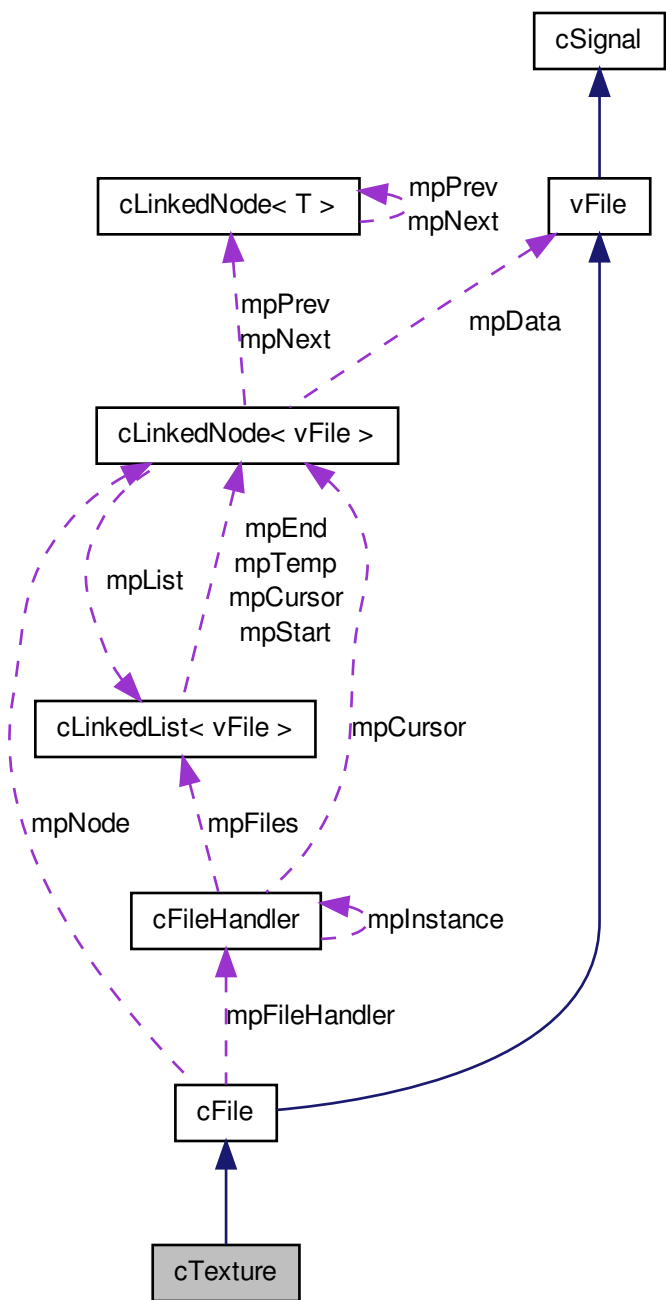 cSignal
cLinkedNode< T >
mpPrev
mpNext
vFile
mpPrev
mpNext
mpData
cLinkedNode< vFile >
mpEnd
mpTemp
mpCursor
mpStart
mpList
cLinkedList< vFile >
mpCursor
mpNode
mpFiles
cFileHandler
mpInstance
mpFileHandler
cFile
cTexture